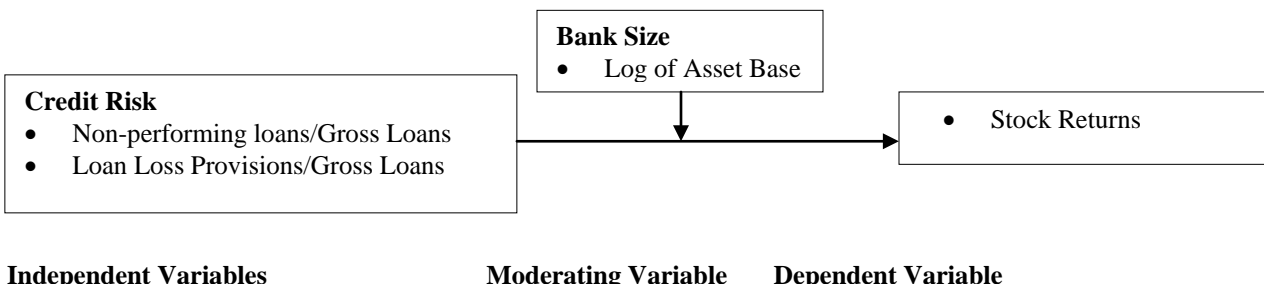 Bank Size
• Log of Asset Base
Credit Risk
• Non-performing loans/Gross Loans
• Loan Loss Provisions/Gross Loans
• Stock Returns
Independent Variables Moderating Variable Dependent Variable